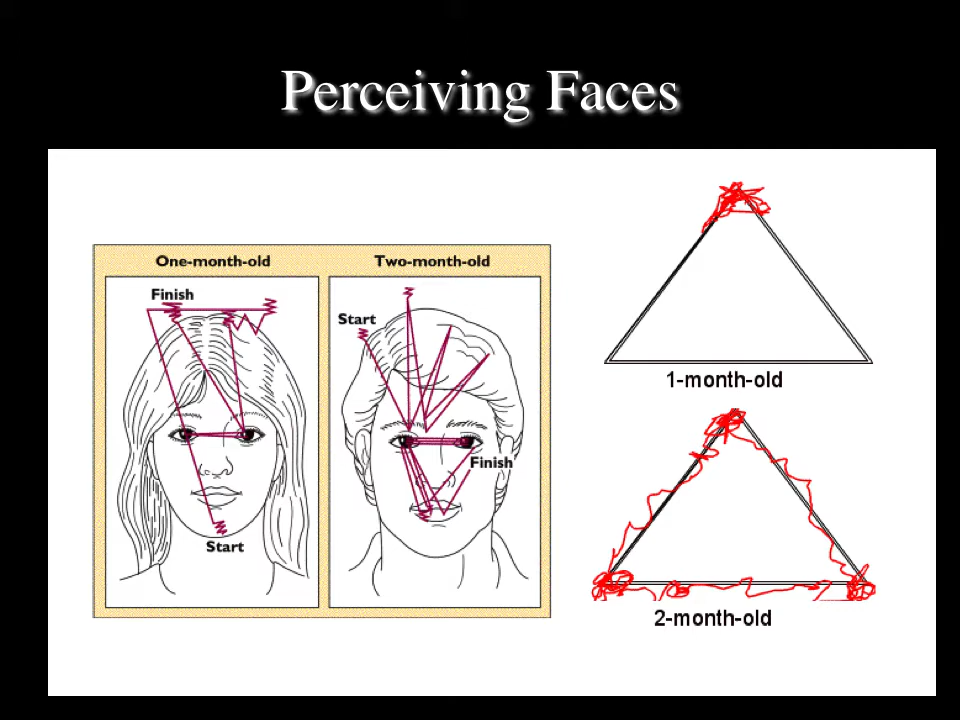 Perceiving Faces
One-month-old
Finish
Start
Two-month-old
Start
Finish
1-month-old
2-month-old